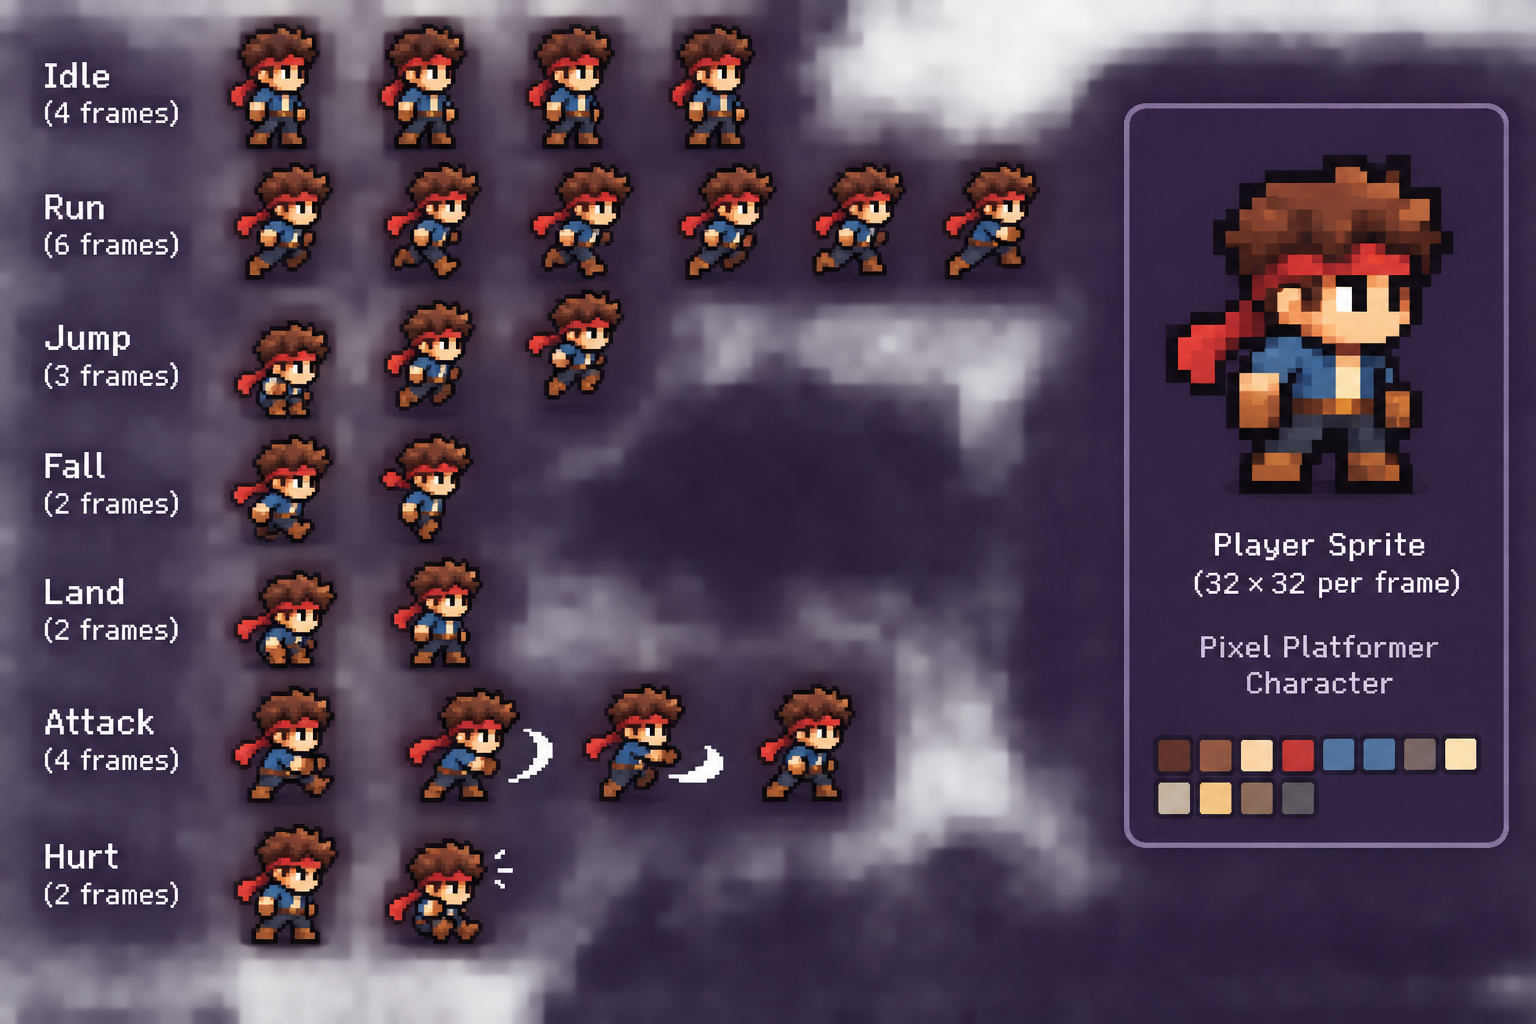 Idle
(4 frames)
Run
(6 frames)
Jump
(3 frames)
Fall
(2 frames)
Land
(2 frames)
Attack
(4 frames)
Hurt
(2 frames)
Player Sprite
(32 × 32 per frame)
Pixel Platformer
Character